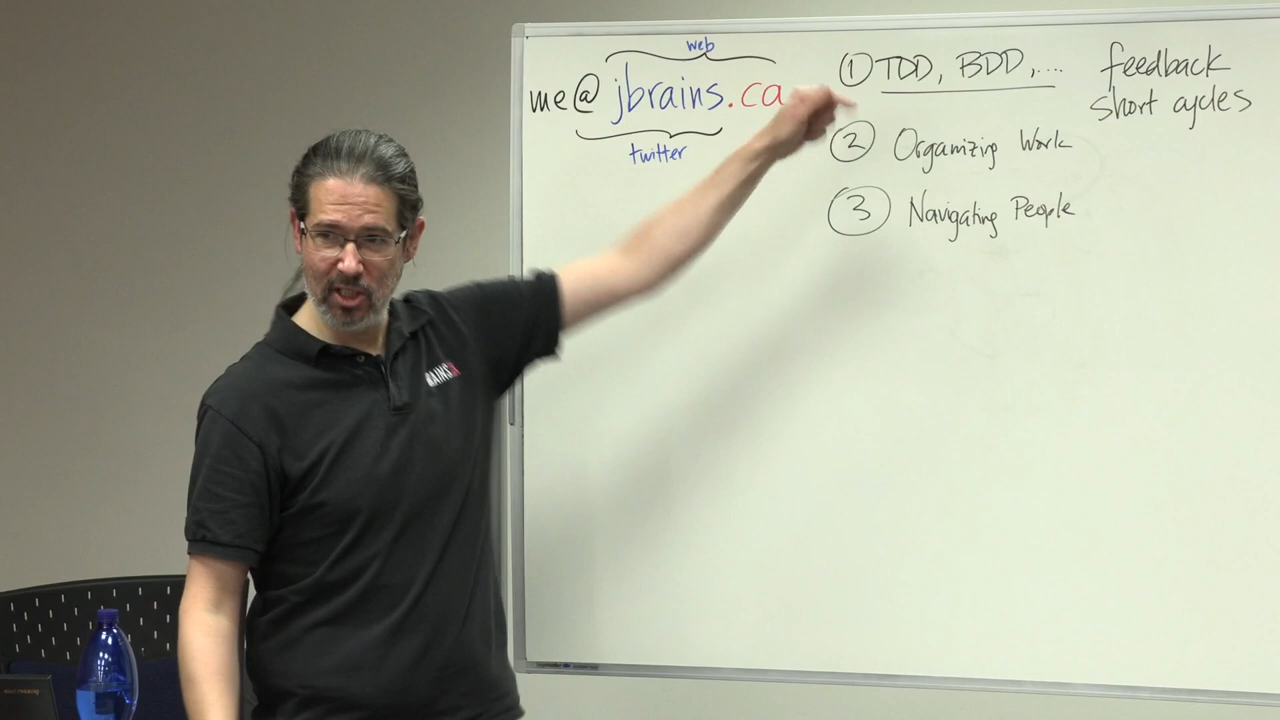 web
me@jbrains.ca
twitter
① TDD, BDD,....
② Organizing Work
③ Navigating People
feedback
short cycles